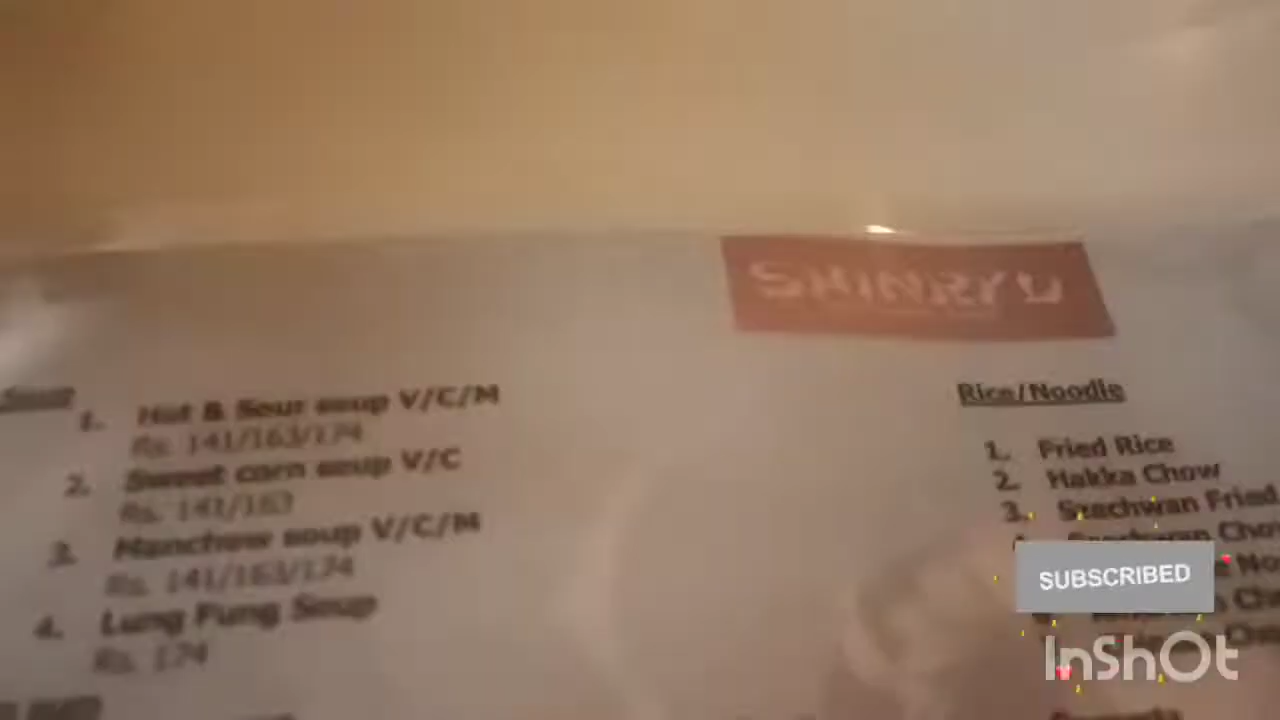 SHINRYU
Soup
1. Hot & Sour soup V/C/M
Rs. 141/163/174
2. Sweet corn soup V/C
Rs. 141/163
3. Manchow soup V/C/M
Rs. 141/163/174
4. Lung Fung Soup
Rs. 174
Rice/Noodle
1. Fried Rice
2. Hakka Chow
3. Szechwan Fried
Szechwan
SUBSCRIBED
InShOt